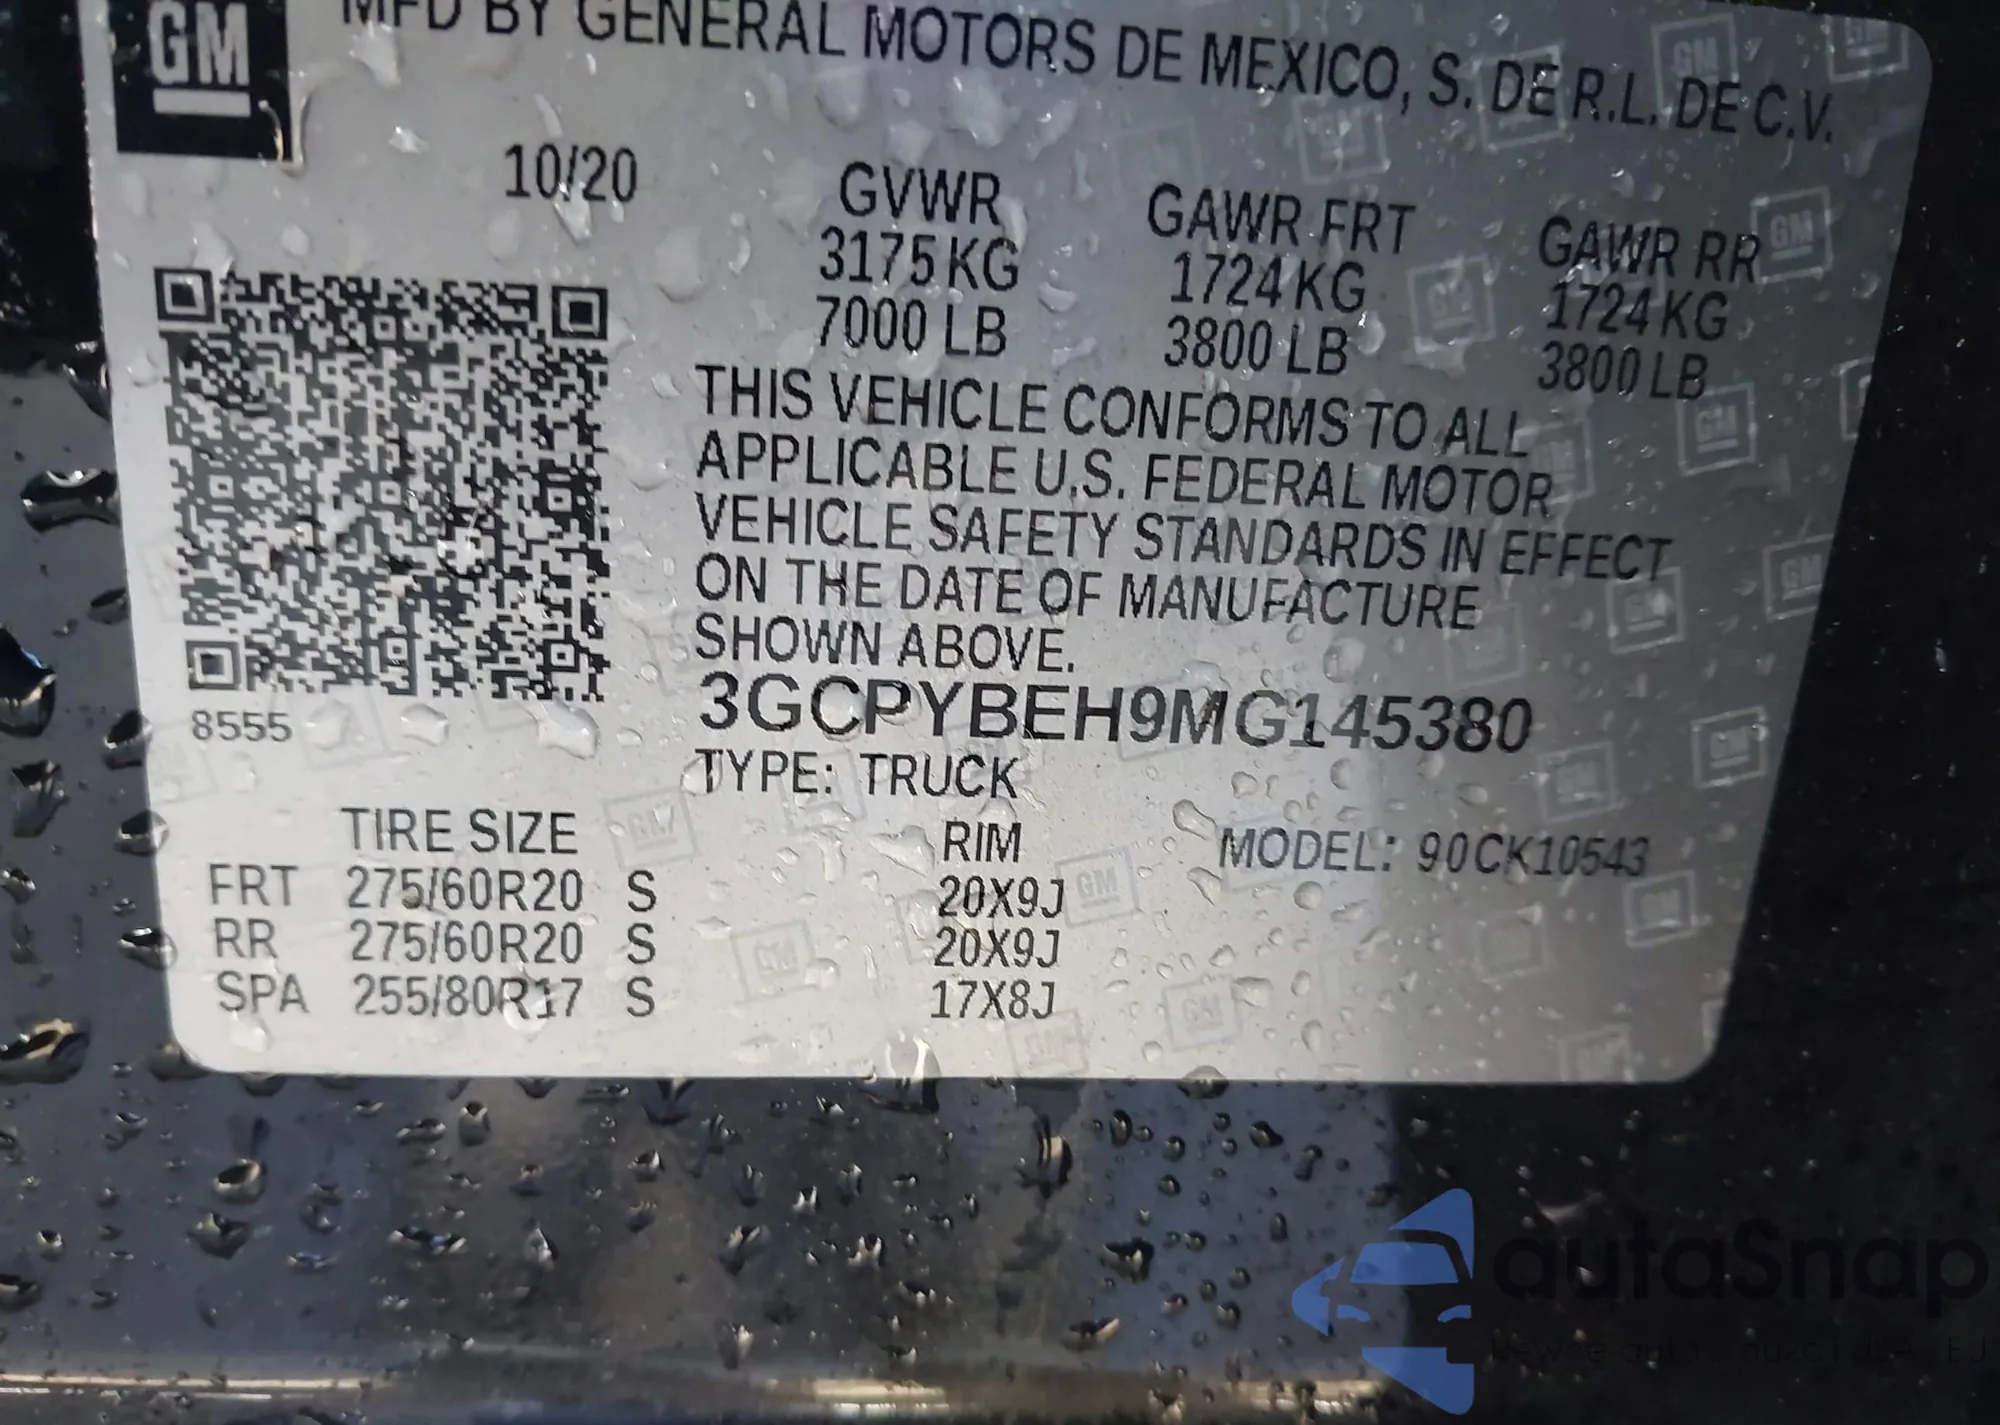 GM
MFD BY GENERAL MOTORS DE MEXICO, S. DE R.L. DE C.V.
10/20
GVWR
3175 KG
7000 LB
GAWR FRT
1724 KG
3800 LB
GAWR RR
1724 KG
3800 LB
THIS VEHICLE CONFORMS TO ALL
APPLICABLE U.S. FEDERAL MOTOR
VEHICLE SAFETY STANDARDS IN EFFECT
ON THE DATE OF MANUFACTURE
SHOWN ABOVE.
3GCPYBEH9MG145380
8555
TYPE: TRUCK
TIRE SIZE RIM MODEL: 90CK10543
FRT 275/60R20 S 20X9J
RR 275/60R20 S 20X9J
SPA 255/80R17 S 17X8J
autaSnap